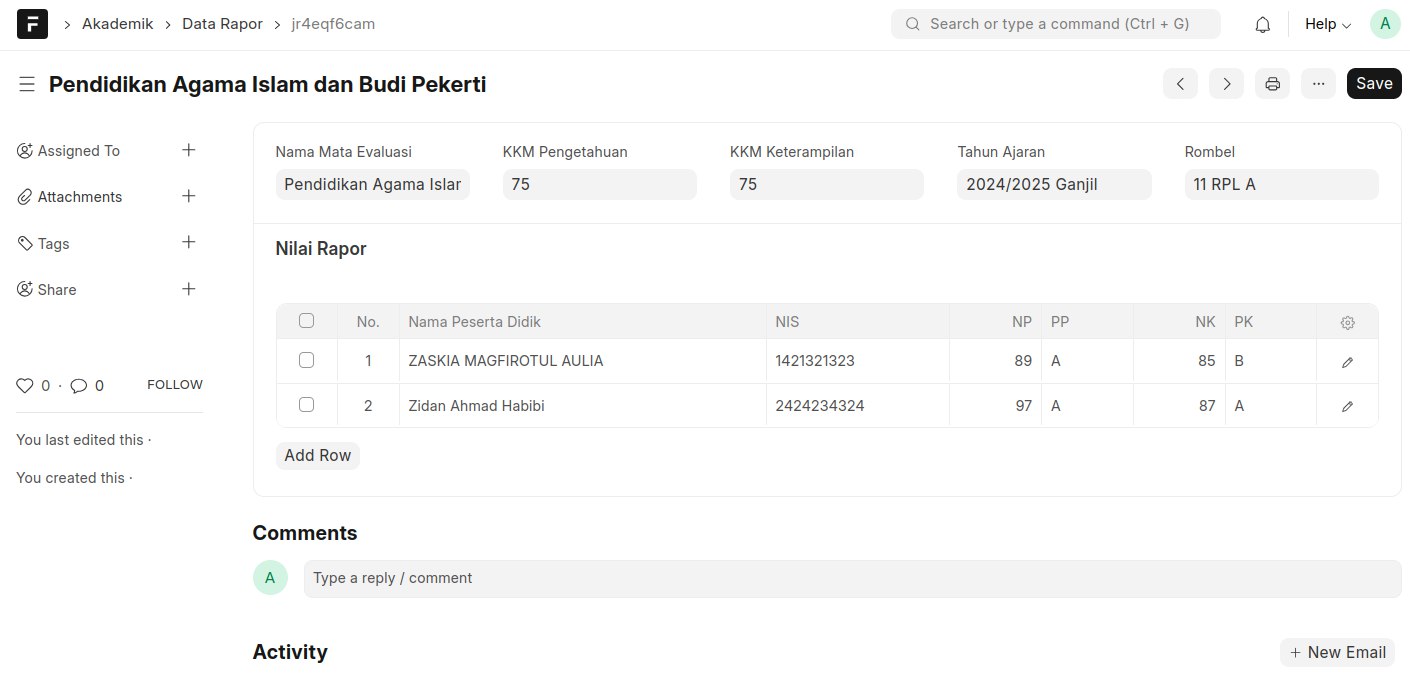 F > Akademik > Data Rapor > jr4eqf6cam
Search or type a command (Ctrl + G)
Help
A
Pendidikan Agama Islam dan Budi Pekerti
Save
Assigned To
Attachments
Tags
Share
0 · 0 FOLLOW
You last edited this ·
You created this ·
Nama Mata Evaluasi KKM Pengetahuan KKM Keterampilan Tahun Ajaran Rombel
Pendidikan Agama Islar 75 75 2024/2025 Ganjil 11 RPL A
Nilai Rapor
No. Nama Peserta Didik NIS NP PP NK PK
1 ZASKIA MAGFIROTUL AULIA 1421321323 89 A 85 B
2 Zidan Ahmad Habibi 2424234324 97 A 87 A
Add Row
Comments
A Type a reply / comment
Activity
+ New Email